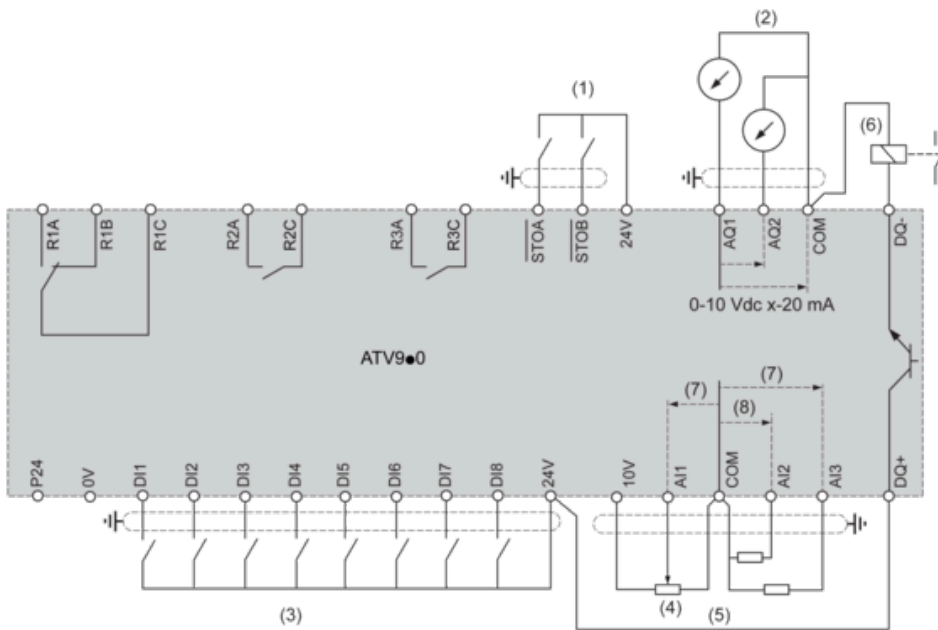 (2)
(1)
(6)
R1A
R1B
R1C
R2A
R2C
R3A
R3C
STOA
STOB
24V
AQ1
AQ2
COM
DQ-
0-10 Vdc x-20 mA
ATV9●0
(7)
(7)
(8)
P24
0V
DI1
DI2
DI3
DI4
DI5
DI6
DI7
DI8
24V
10V
AI1
COM
AI2
AI3
DQ+
(3)
(4)
(5)